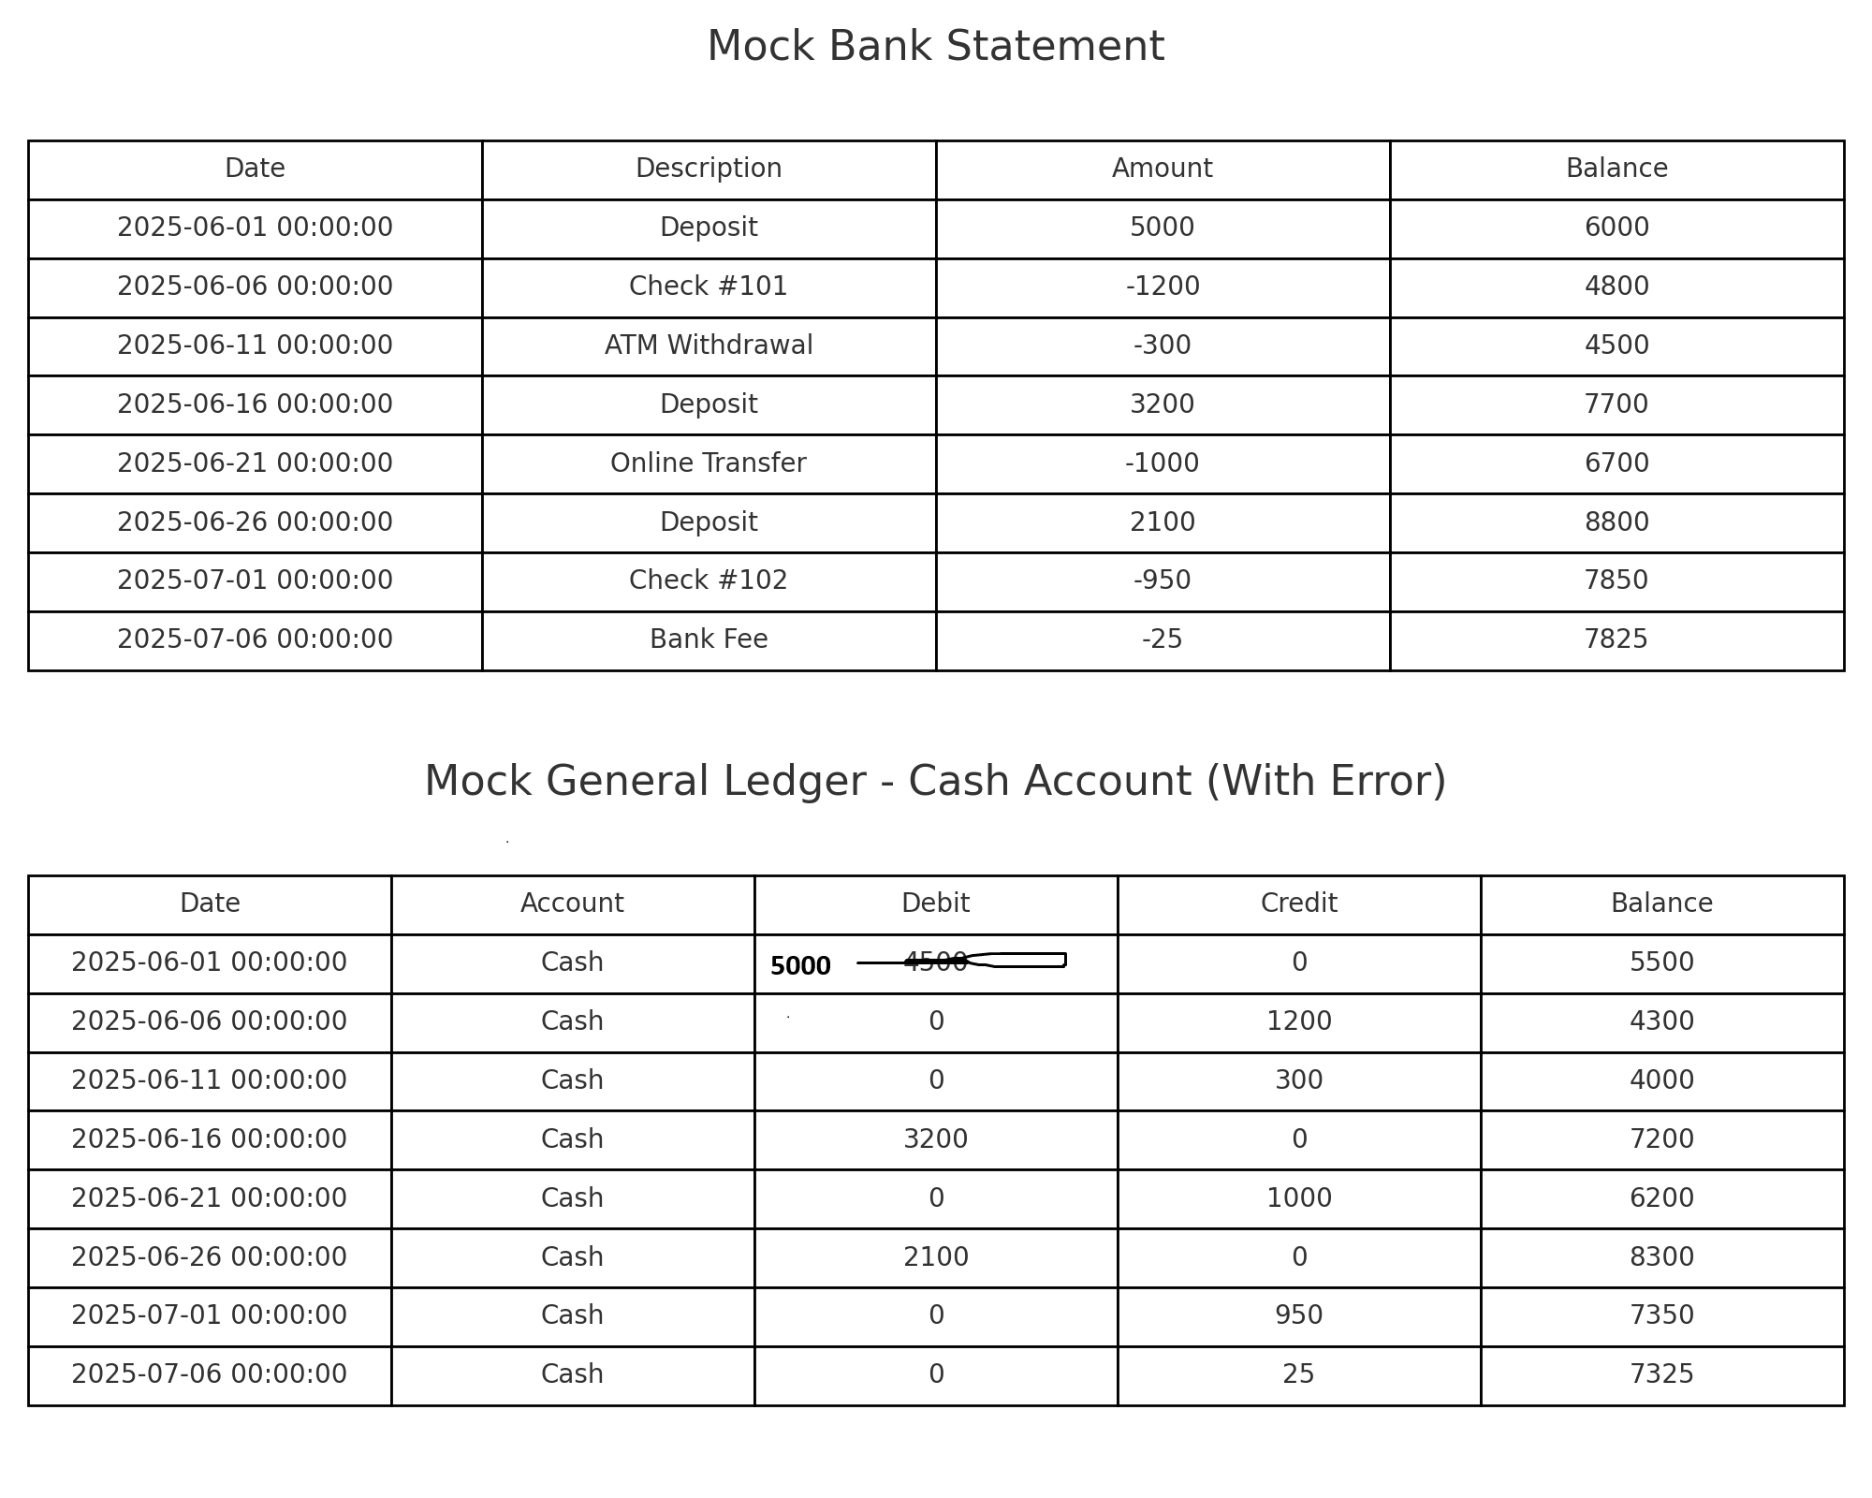 Mock Bank Statement
Date Description Amount Balance
2025-06-01 00:00:00 Deposit 5000 6000
2025-06-06 00:00:00 Check #101 -1200 4800
2025-06-11 00:00:00 ATM Withdrawal -300 4500
2025-06-16 00:00:00 Deposit 3200 7700
2025-06-21 00:00:00 Online Transfer -1000 6700
2025-06-26 00:00:00 Deposit 2100 8800
2025-07-01 00:00:00 Check #102 -950 7850
2025-07-06 00:00:00 Bank Fee -25 7825
Mock General Ledger - Cash Account (With Error)
Date Account Debit Credit Balance
2025-06-01 00:00:00 Cash 5000 4500 0 5500
2025-06-06 00:00:00 Cash 0 1200 4300
2025-06-11 00:00:00 Cash 0 300 4000
2025-06-16 00:00:00 Cash 3200 0 7200
2025-06-21 00:00:00 Cash 0 1000 6200
2025-06-26 00:00:00 Cash 2100 0 8300
2025-07-01 00:00:00 Cash 0 950 7350
2025-07-06 00:00:00 Cash 0 25 7325